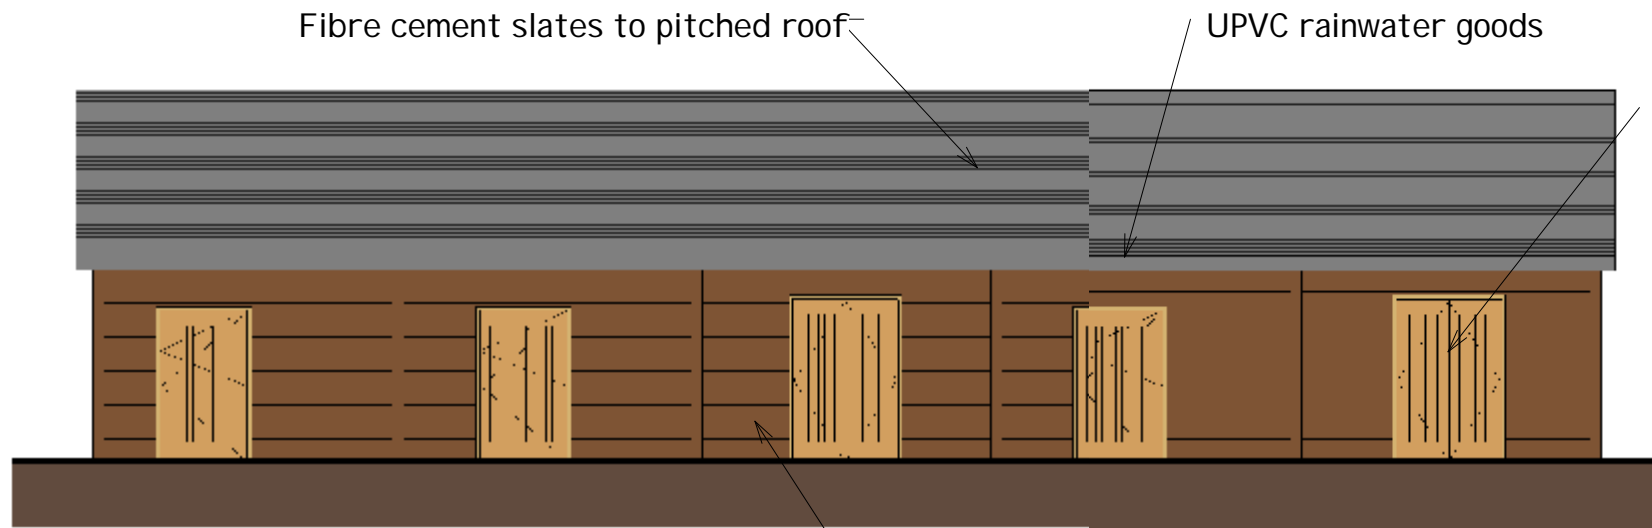 Fibre cement slates to pitched roof
UPVC rainwater goods